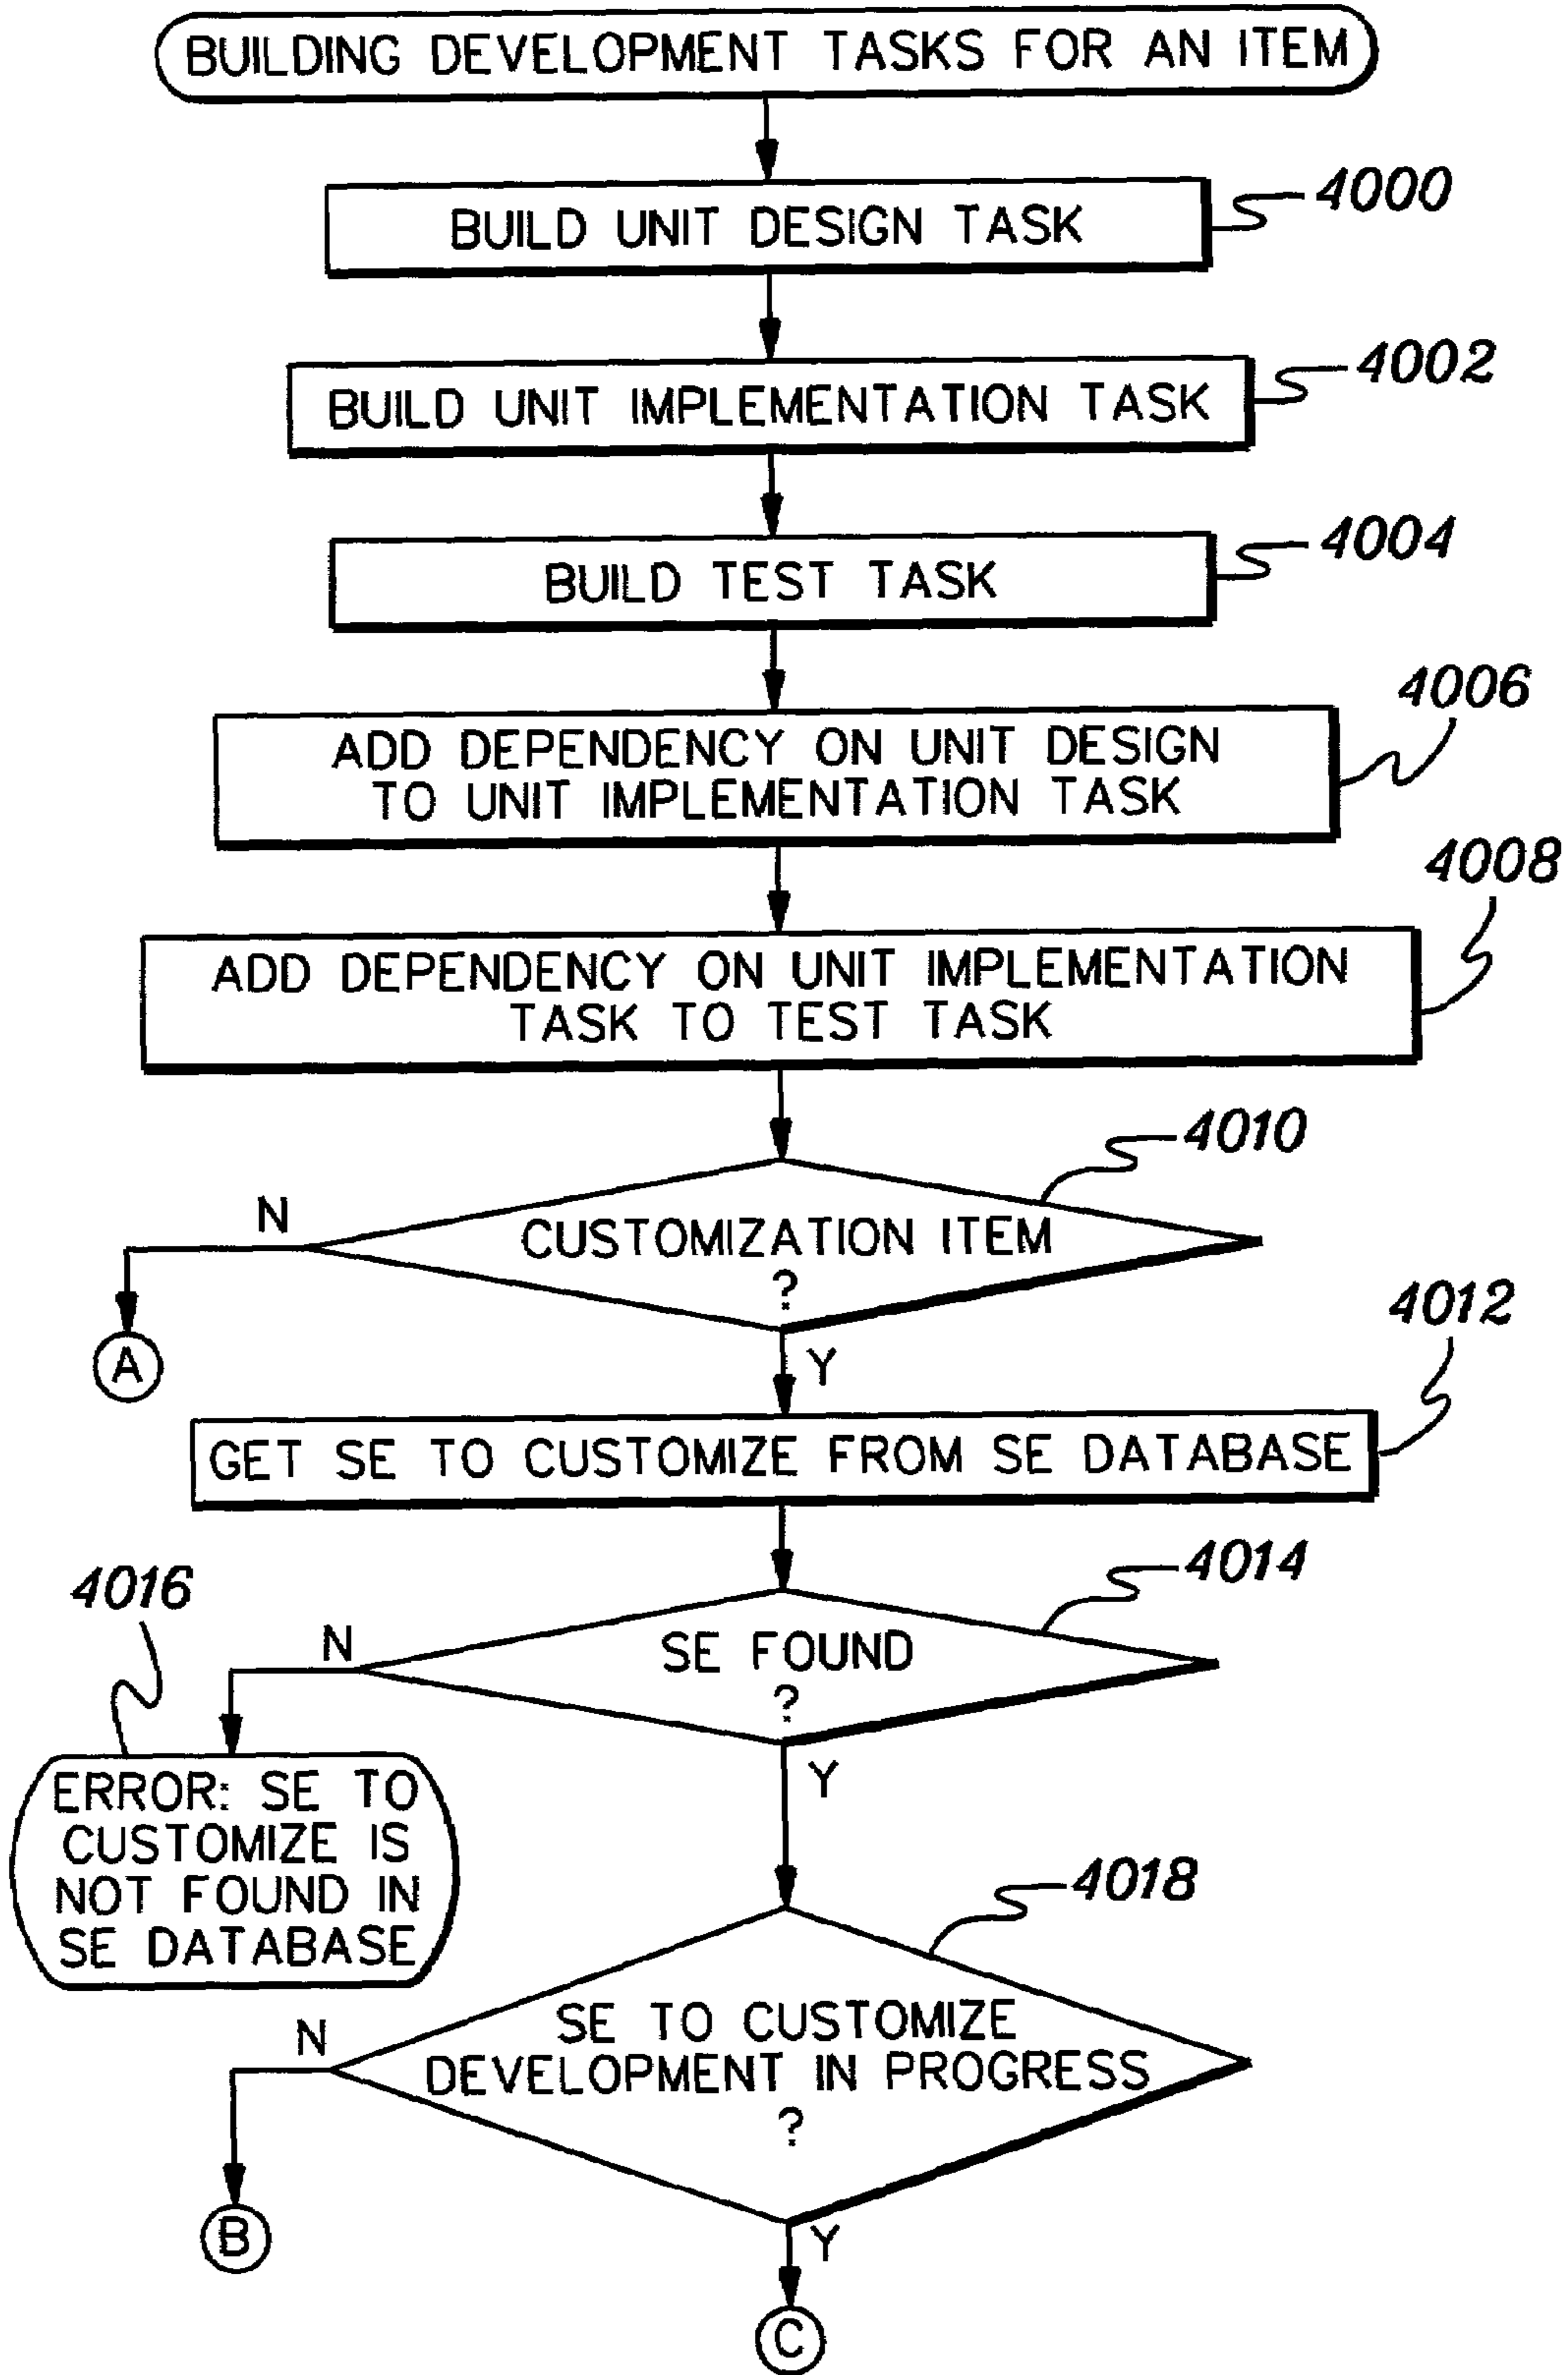 BUILDING DEVELOPMENT TASKS FOR AN ITEM
4000
BUILD UNIT DESIGN TASK
4002
BUILD UNIT IMPLEMENTATION TASK
4004
BUILD TEST TASK
4006
ADD DEPENDENCY ON UNIT DESIGN
TO UNIT IMPLEMENTATION TASK
4008
ADD DEPENDENCY ON UNIT IMPLEMENTATION
TASK TO TEST TASK
4010
N
CUSTOMIZATION ITEM
?
4012
A
Y
GET SE TO CUSTOMIZE FROM SE DATABASE
4014
4016
N
SE FOUND
?
Y
ERROR: SE TO
CUSTOMIZE IS
NOT FOUND IN
SE DATABASE
4018
N
SE TO CUSTOMIZE
DEVELOPMENT IN PROGRESS
?
B
Y
C